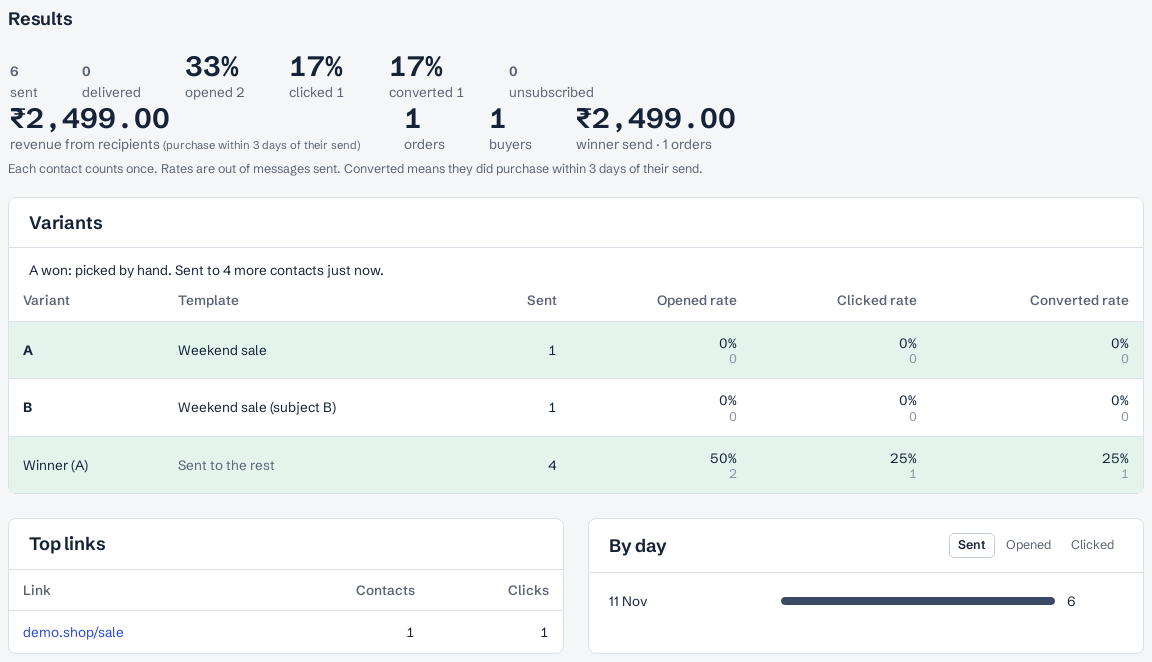 Results
6 0 33% 17% 17% 0
sent delivered opened 2 clicked 1 converted 1 unsubscribed
₹2,499.00 1 1 ₹2,499.00
revenue from recipients (purchase within 3 days of their send) orders buyers winner send · 1 orders
Each contact counts once. Rates are out of messages sent. Converted means they did purchase within 3 days of their send.
Variants
A won: picked by hand. Sent to 4 more contacts just now.
Variant Template Sent Opened rate Clicked rate Converted rate
A Weekend sale 1 0% 0% 0%
0 0 0
B Weekend sale (subject B) 1 0% 0% 0%
0 0 0
Winner (A) Sent to the rest 4 50% 25% 25%
2 1 1
Top links
Link Contacts Clicks
demo.shop/sale 1 1
By day Sent Opened Clicked
11 Nov 6